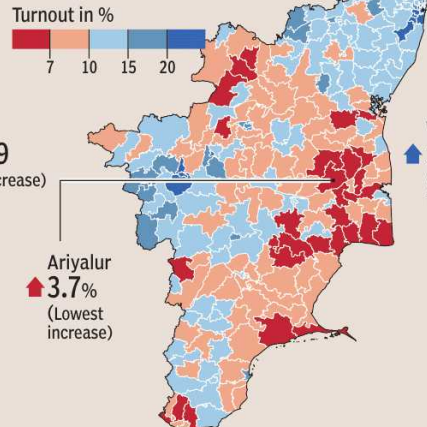 Turnout in %
7 10 15 20
9
crease)
Ariyalur
3.7%
(Lowest
increase)